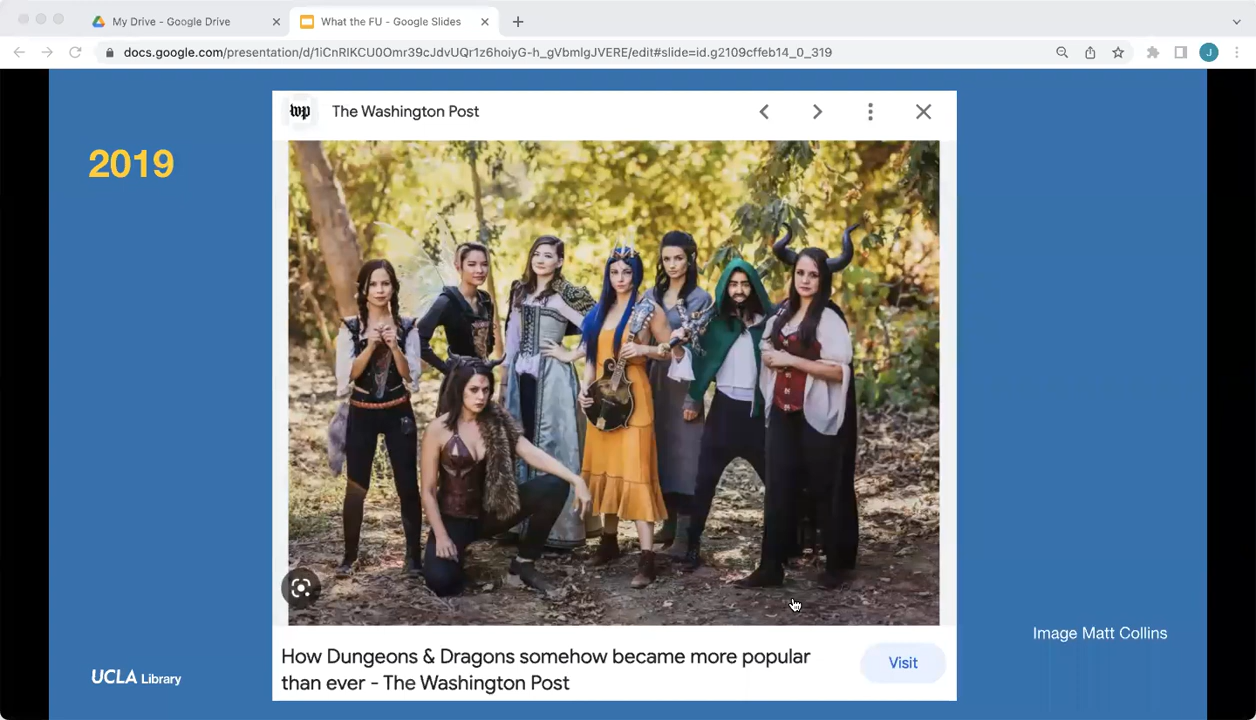 My Drive - Google Drive
What the FU - Google Slides
docs.google.com/presentation/d/1iCnRlKCU0Omr39cJdvUQr1z6hoiyG-h_gVbmlgJVERE/edit#slide=id.g2109cffeb14_0_319
J
wp
The Washington Post
2019
How Dungeons & Dragons somehow became more popular
than ever - The Washington Post
Visit
Image Matt Collins
UCLA Library